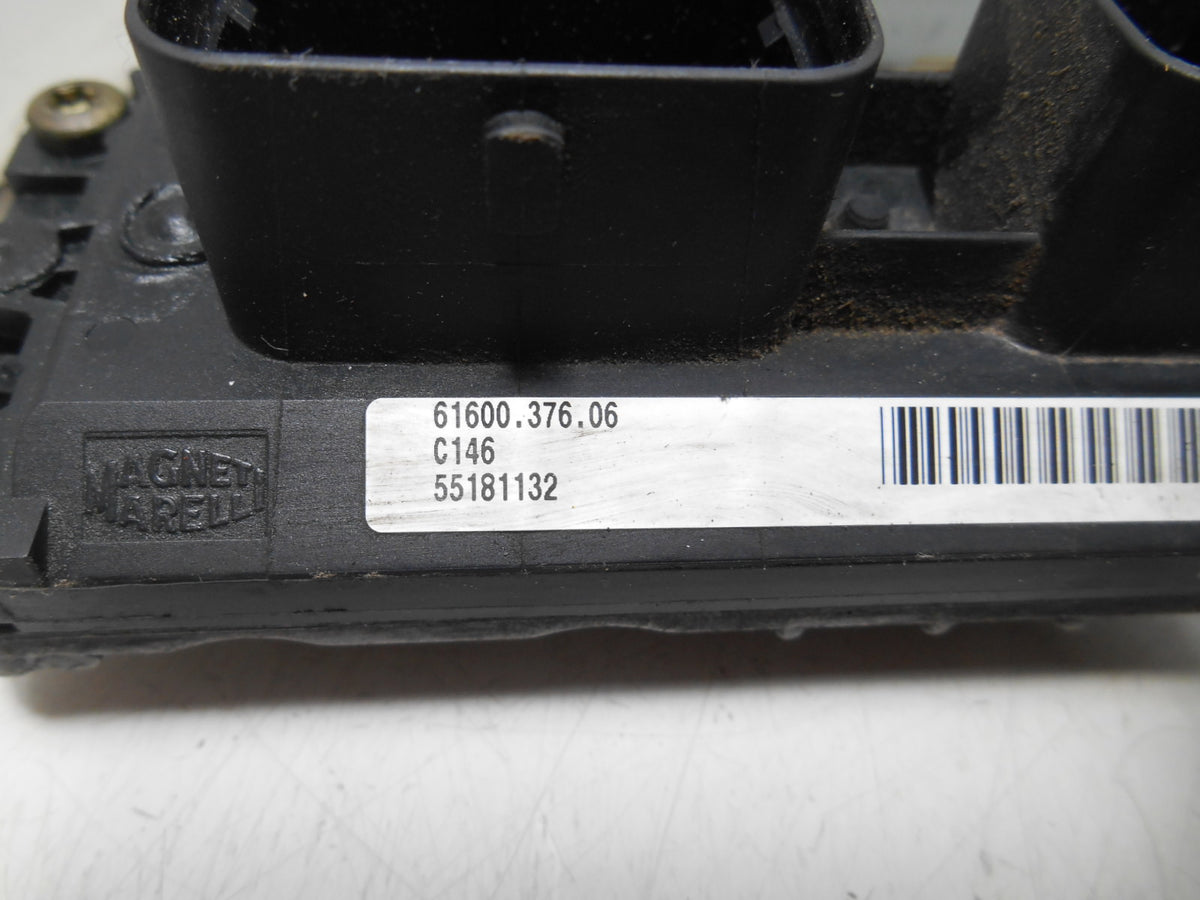 MAGNETI
MARELLI
61600.376.06
C146
55181132